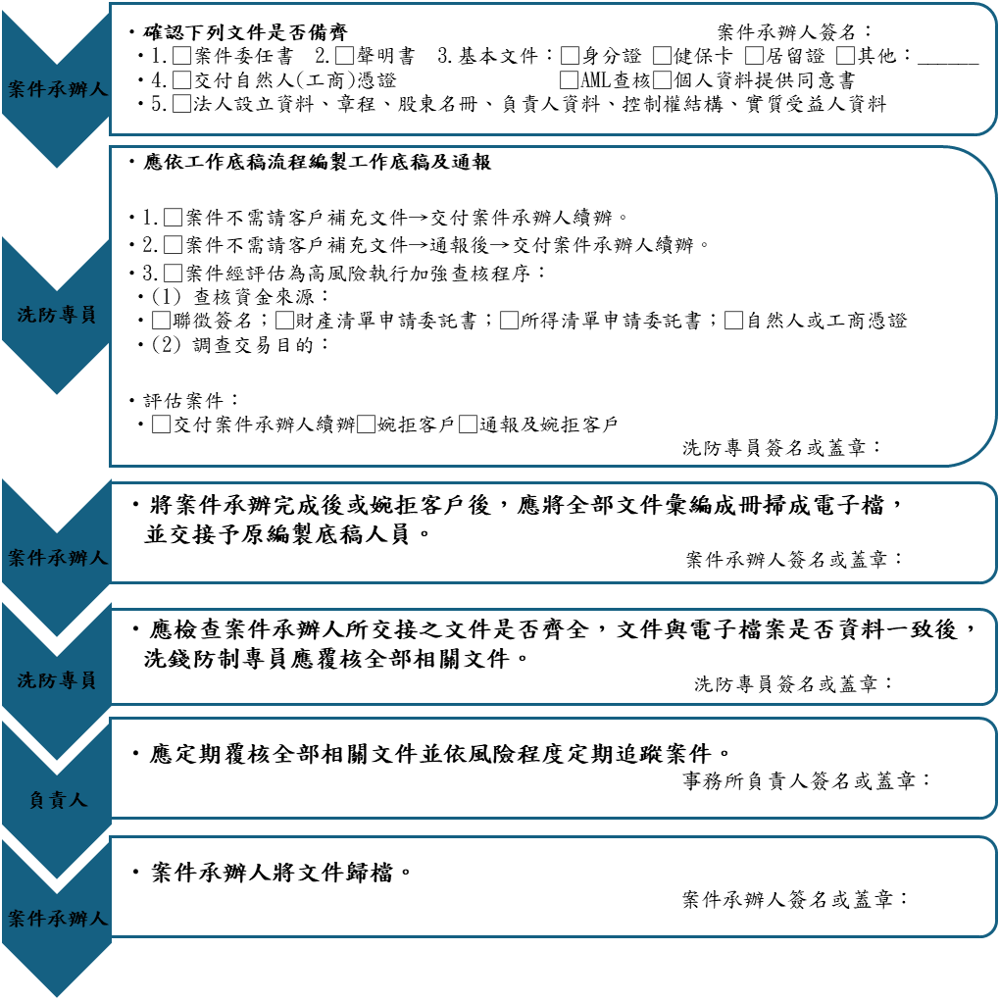 案件承辦人
・確認下列文件是否備齊 案件承辦人簽名：
・1.□案件委任書 2.□聲明書 3.基本文件：□身分證 □健保卡 □居留證 □其他：______
・4.□交付自然人(工商)憑證 □AML查核□個人資料提供同意書
・5.□法人設立資料、章程、股東名冊、負責人資料、控制權結構、實質受益人資料
洗防專員
・應依工作底稿流程編製工作底稿及通報
・1.□案件不需請客戶補充文件→交付案件承辦人續辦。
・2.□案件不需請客戶補充文件→通報後→交付案件承辦人續辦。
・3.□案件經評估為高風險執行加強查核程序：
・(1) 查核資金來源：
・□聯徵簽名；□財產清單申請委託書；□所得清單申請委託書；□自然人或工商憑證
・(2) 調查交易目的：
・評估案件：
・□交付案件承辦人續辦□婉拒客戶□通報及婉拒客戶
洗防專員簽名或蓋章：
案件承辦人
・將案件承辦完成後或婉拒客戶後，應將全部文件彙編成冊掃成電子檔，
並交接予原編製底稿人員。
案件承辦人簽名或蓋章：
洗防專員
・應檢查案件承辦人所交接之文件是否齊全，文件與電子檔案是否資料一致後，
洗錢防制專員應覆核全部相關文件。
洗防專員簽名或蓋章：
負責人
・應定期覆核全部相關文件並依風險程度定期追蹤案件。
事務所負責人簽名或蓋章：
案件承辦人
・案件承辦人將文件歸檔。
案件承辦人簽名或蓋章：